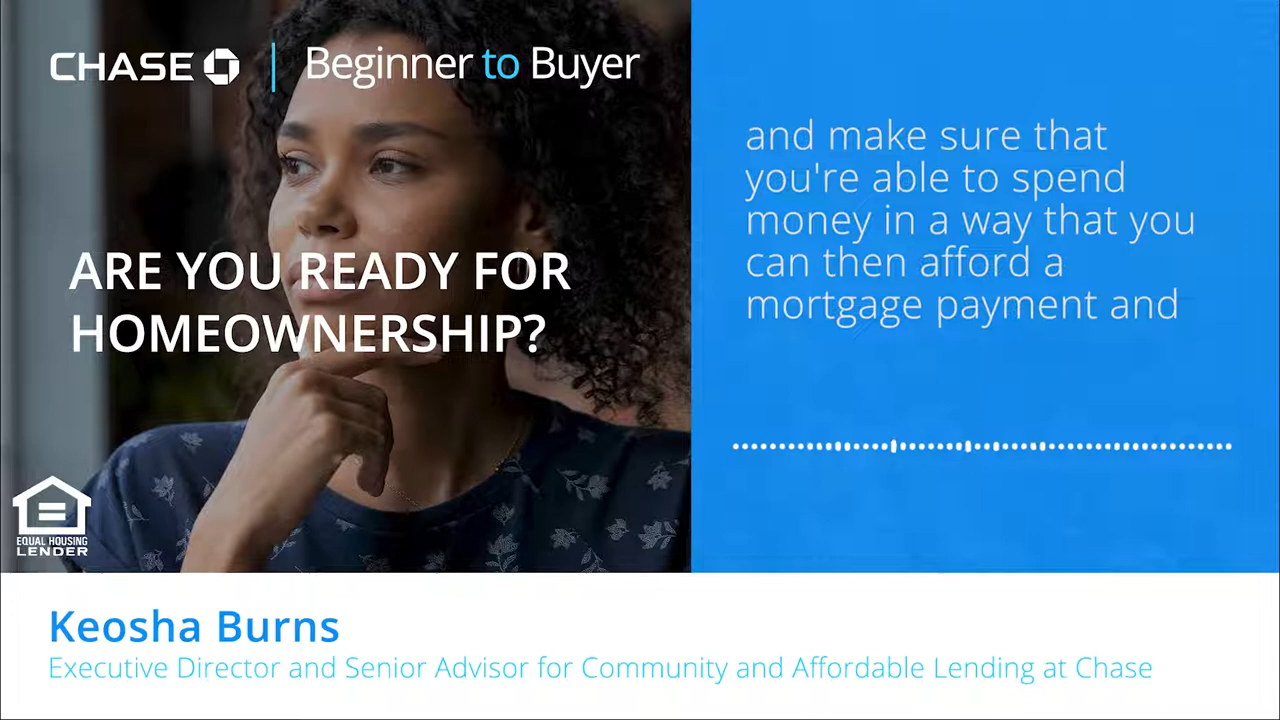 CHASE
Beginner to Buyer
ARE YOU READY FOR
HOMEOWNERSHIP?
EQUAL HOUSING
LENDER
and make sure that
you're able to spend
money in a way that you
can then afford a
mortgage payment and
Keosha Burns
Executive Director and Senior Advisor for Community and Affordable Lending at Chase